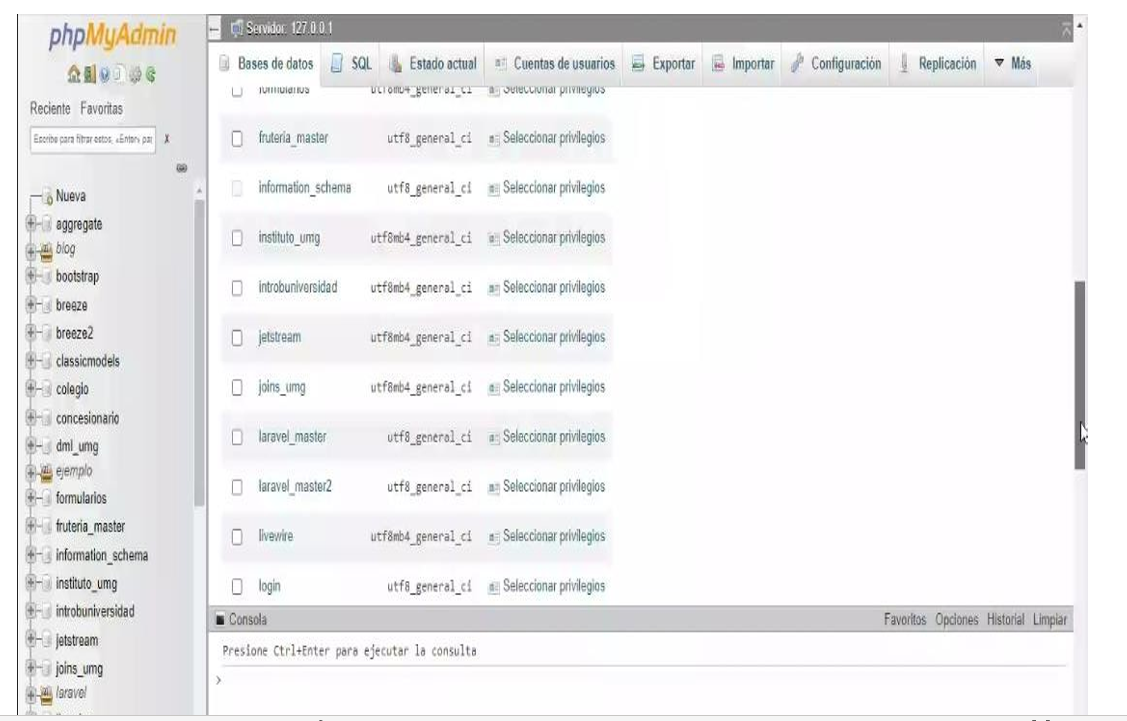 phpMyAdmin
Reciente Favoritas
Escriba para filtrar estos, «Enter» par X
Nueva
aggregate
blog
bootstrap
breeze
breeze2
classicmodels
colegio
concesionario
dml_umg
ejemplo
formularios
fruteria_master
information_schema
instituto_umg
introbuniversidad
jetstream
joins_umg
laravel
Servidor: 127.0.0.1
Bases de datos SQL Estado actual Cuentas de usuarios Exportar Importar Configuración Replicación Más
formularios utf8mb4_general_ci Seleccionar privilegios
fruteria_master utf8_general_ci Seleccionar privilegios
information_schema utf8_general_ci Seleccionar privilegios
instituto_umg utf8mb4_general_ci Seleccionar privilegios
introbuniversidad utf8mb4_general_ci Seleccionar privilegios
jetstream utf8mb4_general_ci Seleccionar privilegios
joins_umg utf8mb4_general_ci Seleccionar privilegios
laravel_master utf8_general_ci Seleccionar privilegios
laravel_master2 utf8_general_ci Seleccionar privilegios
livewire utf8mb4_general_ci Seleccionar privilegios
login utf8_general_ci Seleccionar privilegios
Consola Favoritos Opciones Historial Limpiar
Presione Ctrl+Enter para ejecutar la consulta
>